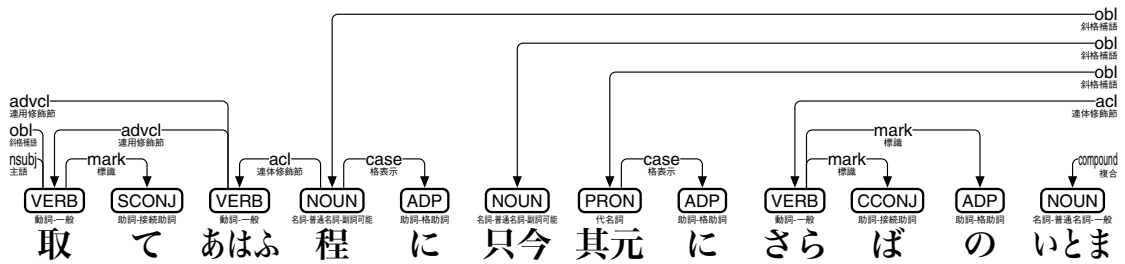 obl
斜格補語
obl
斜格補語
obl
斜格補語
advcl acl
連用修飾節 連体修飾節
obl advcl mark
斜格補語 連用修飾節 標識
nsubj mark acl case case mark compound
主語 標識 連体修飾節 格表示 格表示 標識 複合
VERB SCONJ VERB NOUN ADP NOUN PRON ADP VERB CCONJ ADP NOUN
動詞-一般 助詞-接続助詞 動詞-一般 名詞-普通名詞-副詞可能 助詞-格助詞 名詞-普通名詞-副詞可能 代名詞 助詞-格助詞 動詞-一般 助詞-接続助詞 助詞-格助詞 名詞-普通名詞-一般
取 て あはふ 程 に 只今 其元 に さら ば の いとま